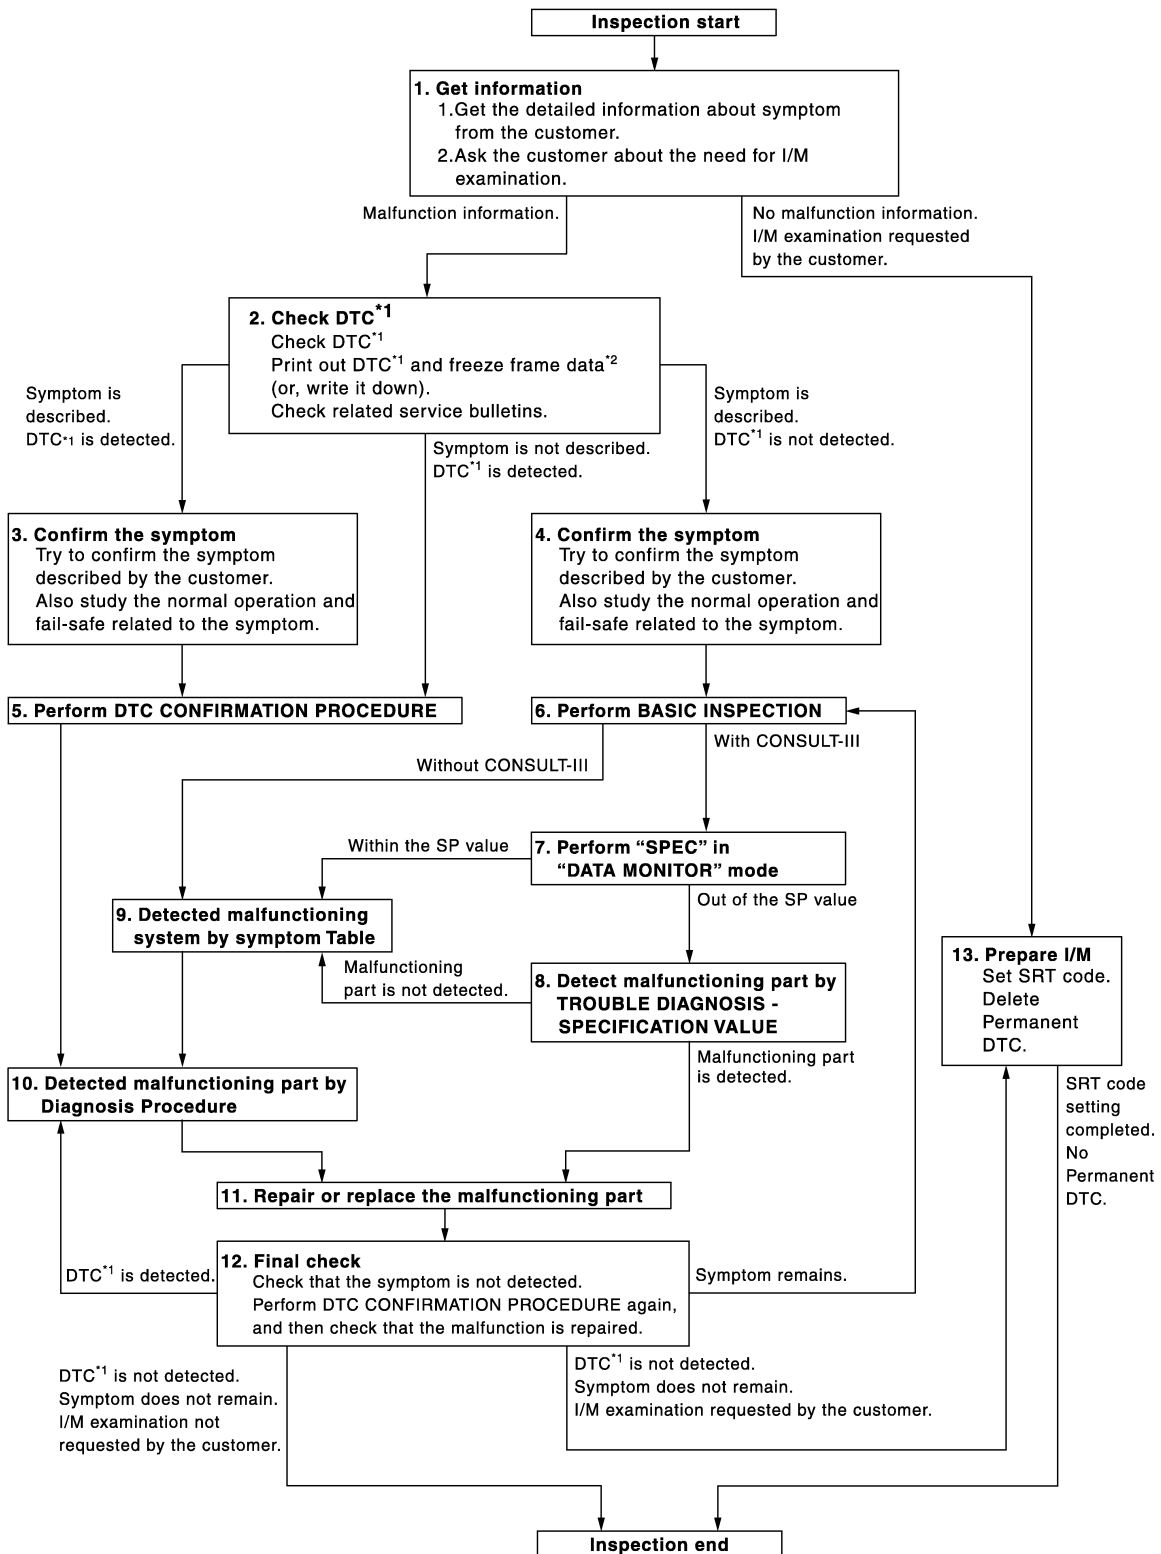 Inspection start
1. Get information
1.Get the detailed information about symptom
from the customer.
2.Ask the customer about the need for I/M
examination.
Malfunction information.
No malfunction information.
I/M examination requested
by the customer.
2. Check DTC*1
Check DTC*1
Print out DTC*1 and freeze frame data*2
(or, write it down).
Check related service bulletins.
Symptom is
described.
DTC*1 is detected.
Symptom is not described.
DTC*1 is detected.
Symptom is
described.
DTC*1 is not detected.
3. Confirm the symptom
Try to confirm the symptom
described by the customer.
Also study the normal operation and
fail-safe related to the symptom.
4. Confirm the symptom
Try to confirm the symptom
described by the customer.
Also study the normal operation and
fail-safe related to the symptom.
5. Perform DTC CONFIRMATION PROCEDURE
6. Perform BASIC INSPECTION
Without CONSULT-III
With CONSULT-III
Within the SP value
7. Perform “SPEC” in
“DATA MONITOR” mode
Out of the SP value
9. Detected malfunctioning
system by symptom Table
Malfunctioning
part is not detected.
8. Detect malfunctioning part by
TROUBLE DIAGNOSIS -
SPECIFICATION VALUE
Malfunctioning part
is detected.
13. Prepare I/M
Set SRT code.
Delete
Permanent
DTC.
10. Detected malfunctioning part by
Diagnosis Procedure
SRT code
setting
completed.
No
Permanent
DTC.
11. Repair or replace the malfunctioning part
12. Final check
Check that the symptom is not detected.
Perform DTC CONFIRMATION PROCEDURE again,
and then check that the malfunction is repaired.
DTC*1 is detected.
Symptom remains.
DTC*1 is not detected.
Symptom does not remain.
I/M examination not
requested by the customer.
DTC*1 is not detected.
Symptom does not remain.
I/M examination requested by the customer.
Inspection end